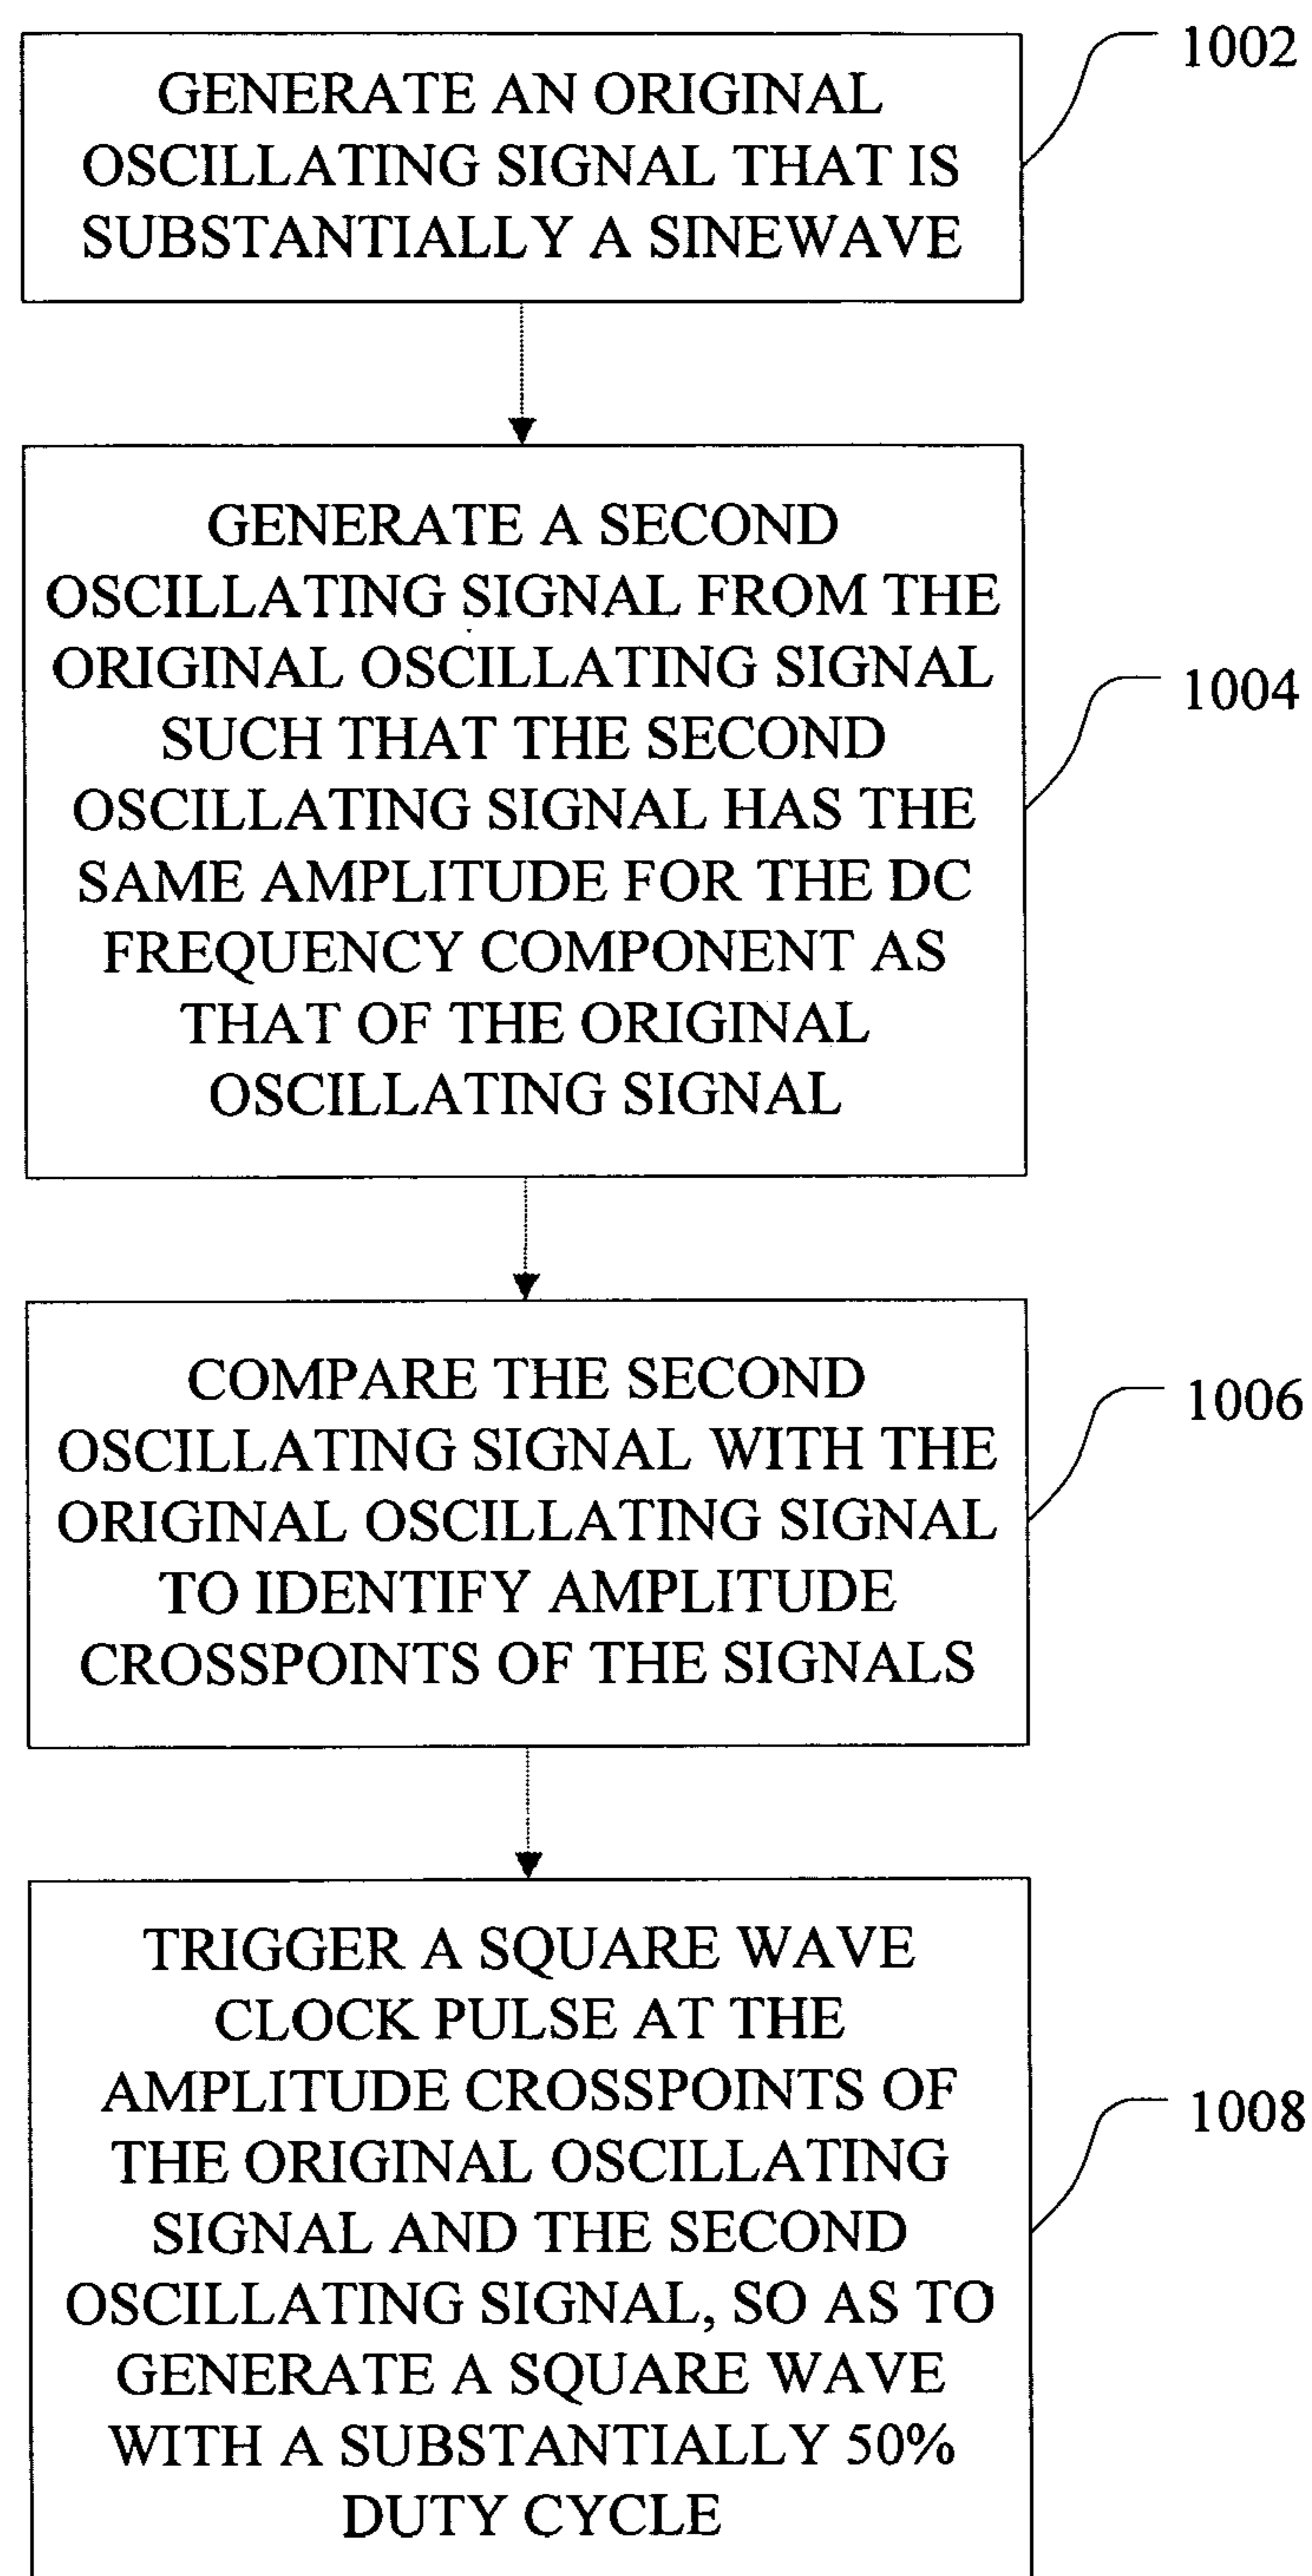 1002
GENERATE AN ORIGINAL
OSCILLATING SIGNAL THAT IS
SUBSTANTIALLY A SINEWAVE
GENERATE A SECOND
OSCILLATING SIGNAL FROM THE
ORIGINAL OSCILLATING SIGNAL
SUCH THAT THE SECOND
OSCILLATING SIGNAL HAS THE
SAME AMPLITUDE FOR THE DC
FREQUENCY COMPONENT AS
THAT OF THE ORIGINAL
OSCILLATING SIGNAL
1004
COMPARE THE SECOND
OSCILLATING SIGNAL WITH THE
ORIGINAL OSCILLATING SIGNAL
TO IDENTIFY AMPLITUDE
CROSSPOINTS OF THE SIGNALS
1006
TRIGGER A SQUARE WAVE
CLOCK PULSE AT THE
AMPLITUDE CROSSPOINTS OF
THE ORIGINAL OSCILLATING
SIGNAL AND THE SECOND
OSCILLATING SIGNAL, SO AS TO
GENERATE A SQUARE WAVE
WITH A SUBSTANTIALLY 50%
DUTY CYCLE
1008